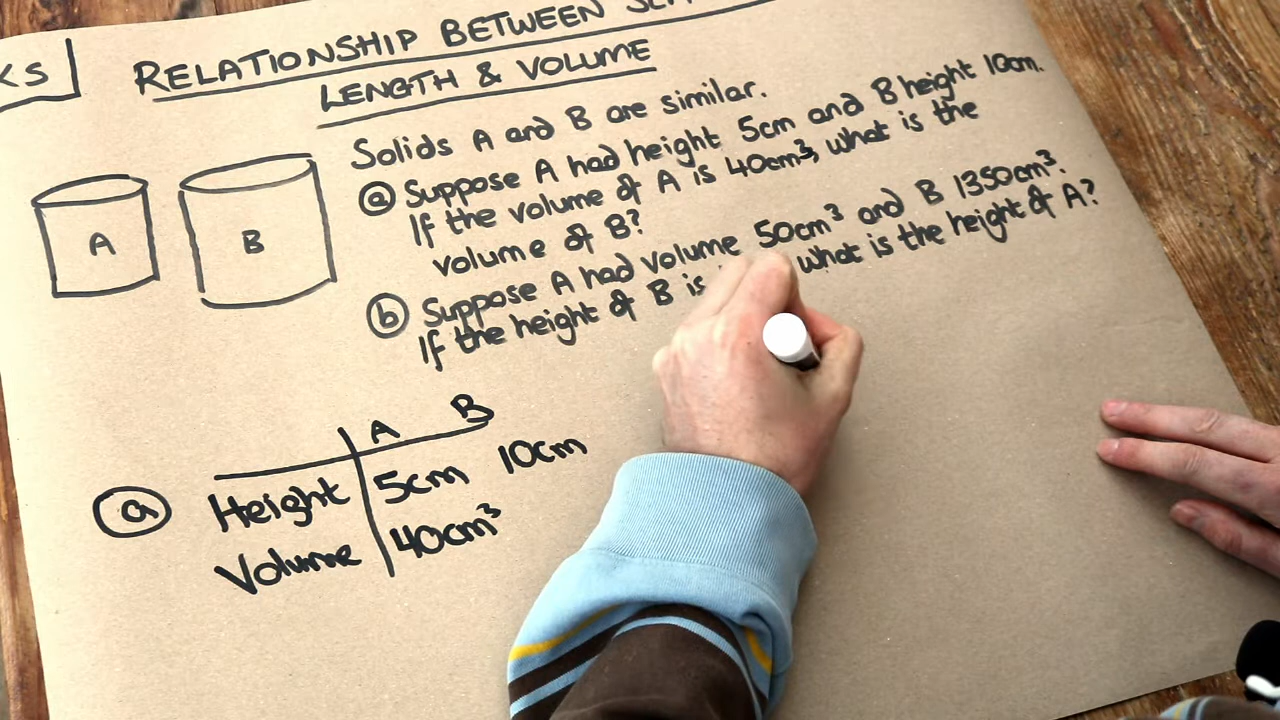 KS
RELATIONSHIP BETWEEN
LENGTH & VOLUME
Solids A and B are similar.
ⓐ Suppose A had height 5cm and B height 10cm.
If the volume of A is 40cm³, what is the
volume of B?
ⓑ Suppose A had volume 50cm³ and B 1350cm³.
If the height of B is what is the height of A?
A
B
A B
ⓐ Height 5cm 10cm
Volume 40cm³